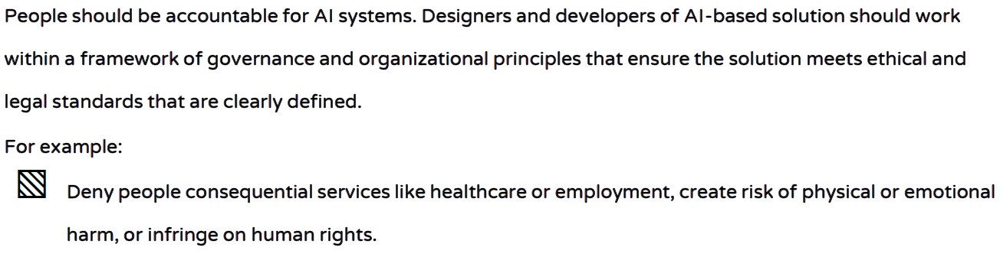 People should be accountable for AI systems. Designers and developers of AI-based solution should work
within a framework of governance and organizational principles that ensure the solution meets ethical and
legal standards that are clearly defined.
For example:
Deny people consequential services like healthcare or employment, create risk of physical or emotional
harm, or infringe on human rights.